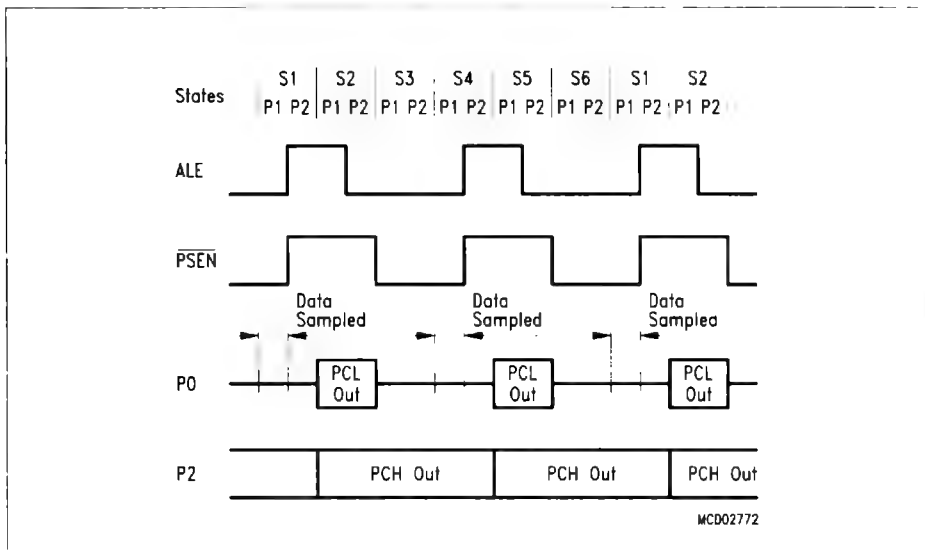 S1 S2 S3 S4 S5 S6 S1 S2
States P1 P2 P1 P2 P1 P2 P1 P2 P1 P2 P1 P2 P1 P2 P1 P2
ALE
PSEN
Data Sampled Data Sampled Data Sampled
P0 PCL Out PCL Out PCL Out
P2 PCH Out PCH Out PCH Out
MCD02772